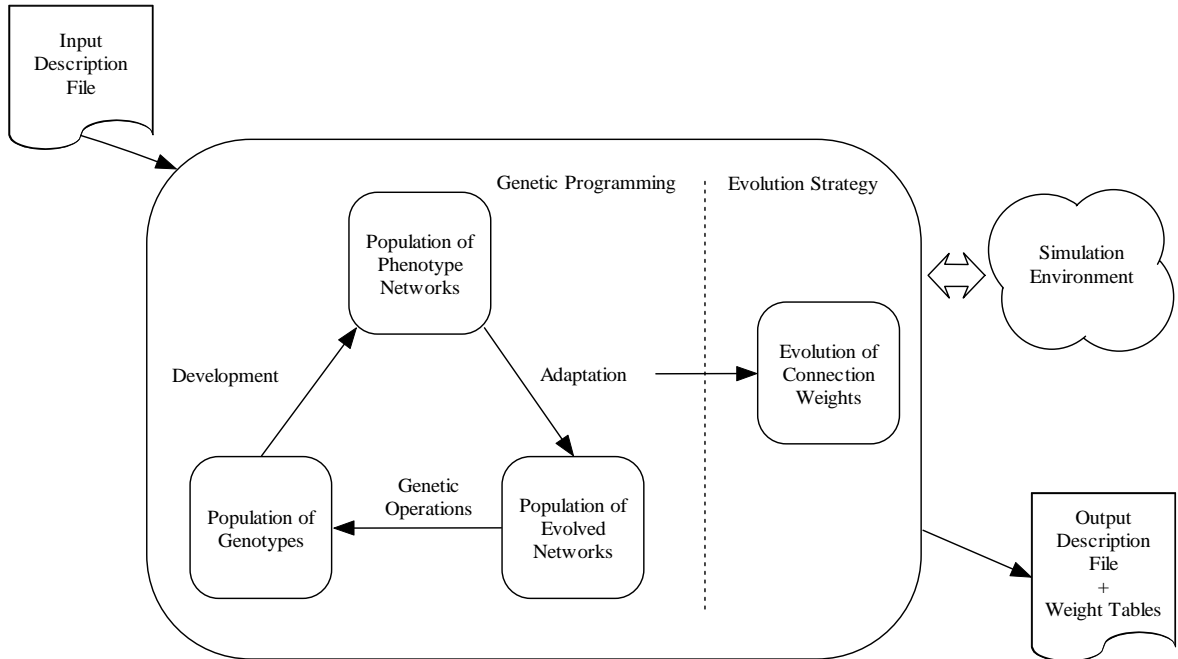 Input
Description
File
Genetic Programming
Evolution Strategy
Population of
Phenotype
Networks
Simulation
Environment
Development
Adaptation
Evolution of
Connection
Weights
Genetic
Operations
Population of
Genotypes
Population of
Evolved
Networks
Output
Description
File
+
Weight Tables